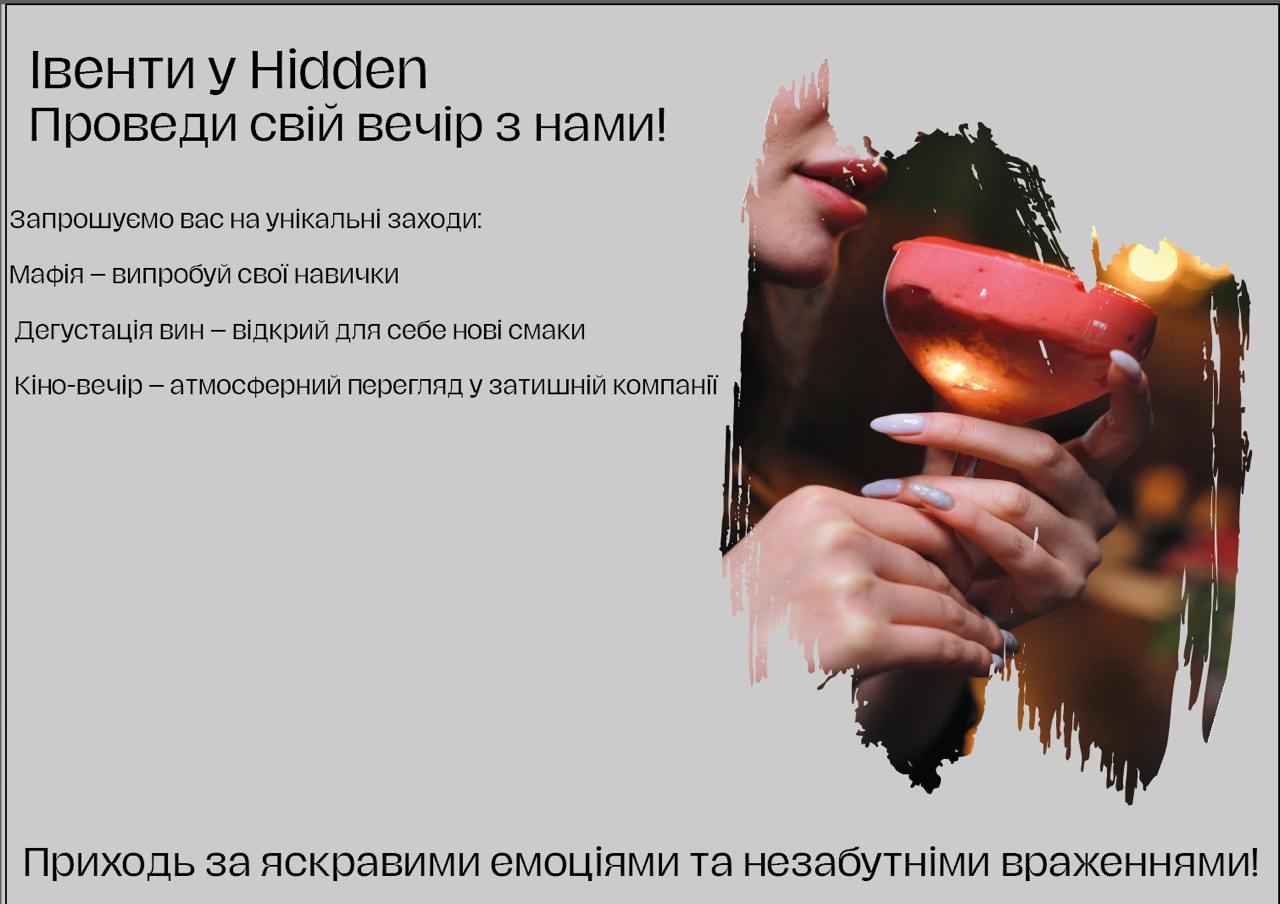 Івенти у Hidden
Проведи свій вечір з нами!
Запрошуємо вас на унікальні заходи:
Мафія – випробуй свої навички
Дегустація вин – відкрий для себе нові смаки
Кіно-вечір – атмосферний перегляд у затишній компанії
Приходь за яскравими емоціями та незабутніми враженнями!